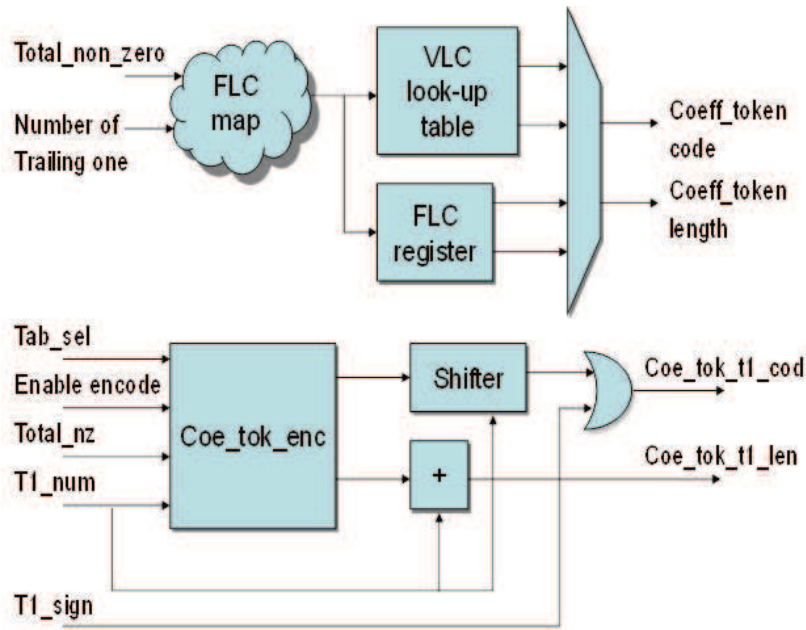 Total_non_zero
Number of
Trailing one
FLC
map
VLC
look-up
table
FLC
register
Coeff_token
code
Coeff_token
length
Tab_sel
Enable encode
Total_nz
T1_num
T1_sign
Coe_tok_enc
Shifter
+
Coe_tok_t1_cod
Coe_tok_t1_len